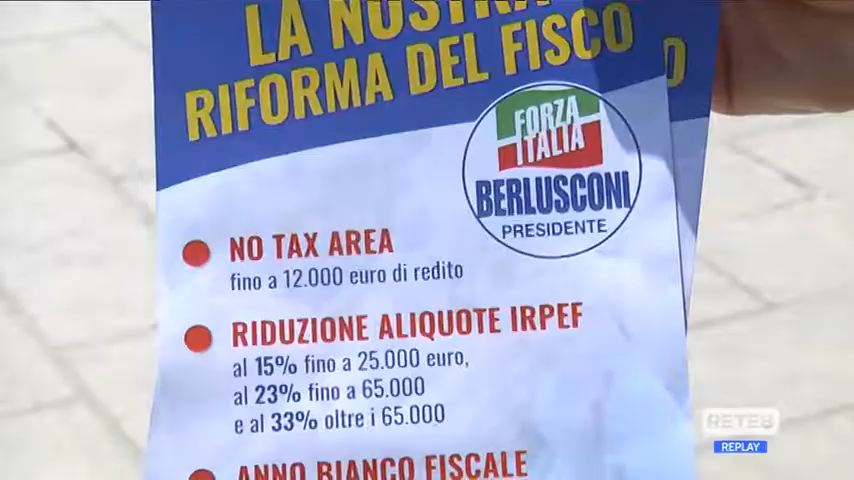 LA NOSTRA
RIFORMA DEL FISCO
O
FORZA
ITALIA
BERLUSCONI
PRESIDENTE
NO TAX AREA
fino a 12.000 euro di redito
RIDUZIONE ALIQUOTE IRPEF
al 15% fino a 25.000 euro,
al 23% fino a 65.000
e al 33% oltre i 65.000
ANNO BIANCO FISCALE
RETE8
REPLAY